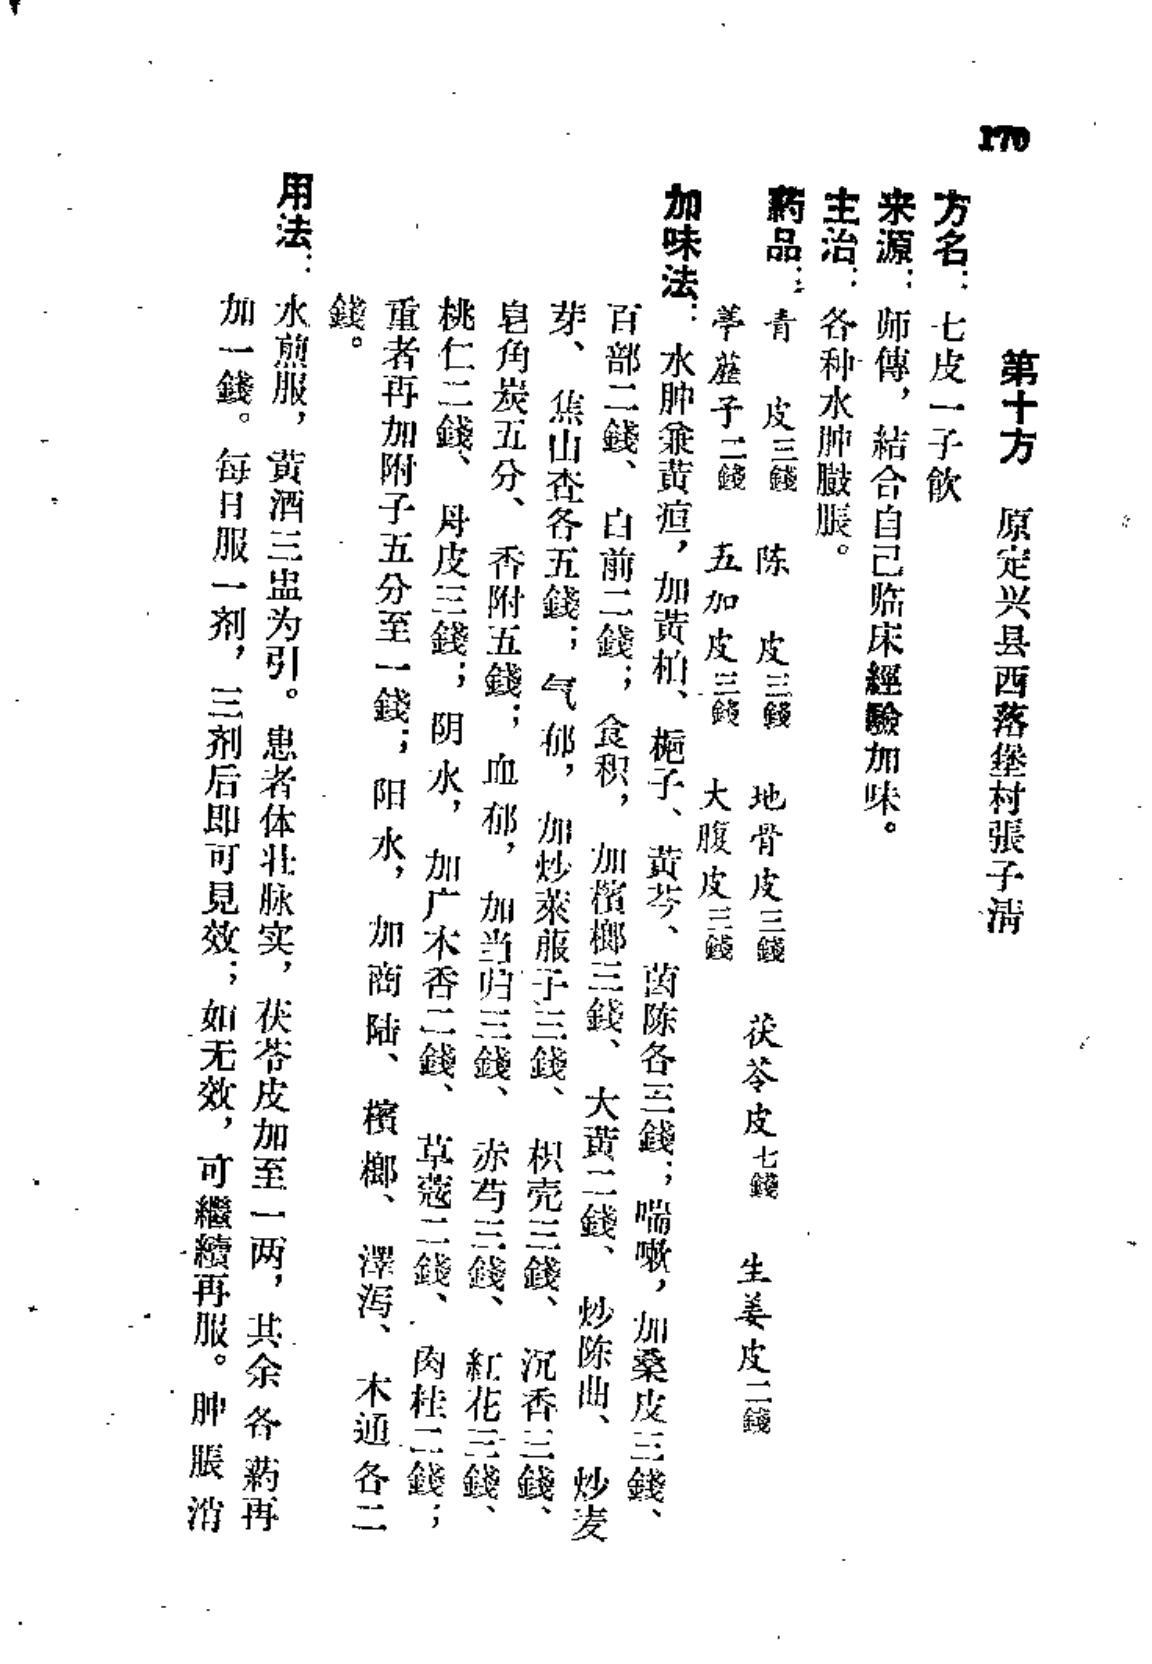 170
第十方　原定兴县西落堡村張子清
方名：七皮一子飲
来源：师傅，結合自己临床經驗加味。
主治：各种水肿臌脹。
葯品：青　皮三錢　陈　皮三錢　地骨皮三錢　茯苓皮七錢　生姜皮二錢
葶藶子二錢　五加皮三錢　大腹皮三錢
加味法：水肿兼黃疸，加黃柏、梔子、黃芩、茵陈各三錢；喘嗽，加桑皮三錢、
百部二錢、白前二錢；食积，加檳榔三錢、大黃二錢、炒陈曲、炒麦
芽、焦山查各五錢；气郁，加炒萊菔子三錢、枳壳三錢、沉香三錢、
皂角炭五分、香附五錢；血郁，加当归三錢、赤芍三錢、紅花三錢、
桃仁二錢、丹皮三錢；阴水，加广木香二錢、草蔻二錢、肉桂二錢；
重者再加附子五分至一錢；阳水，加商陆、檳榔、澤泻、木通各二
錢。
用法：水煎服，黄酒三盅为引。患者体壮脉实，茯苓皮加至一两，其余各葯再
加一錢。每日服一剂，三剂后即可見效；如无效，可繼續再服。肿脹消